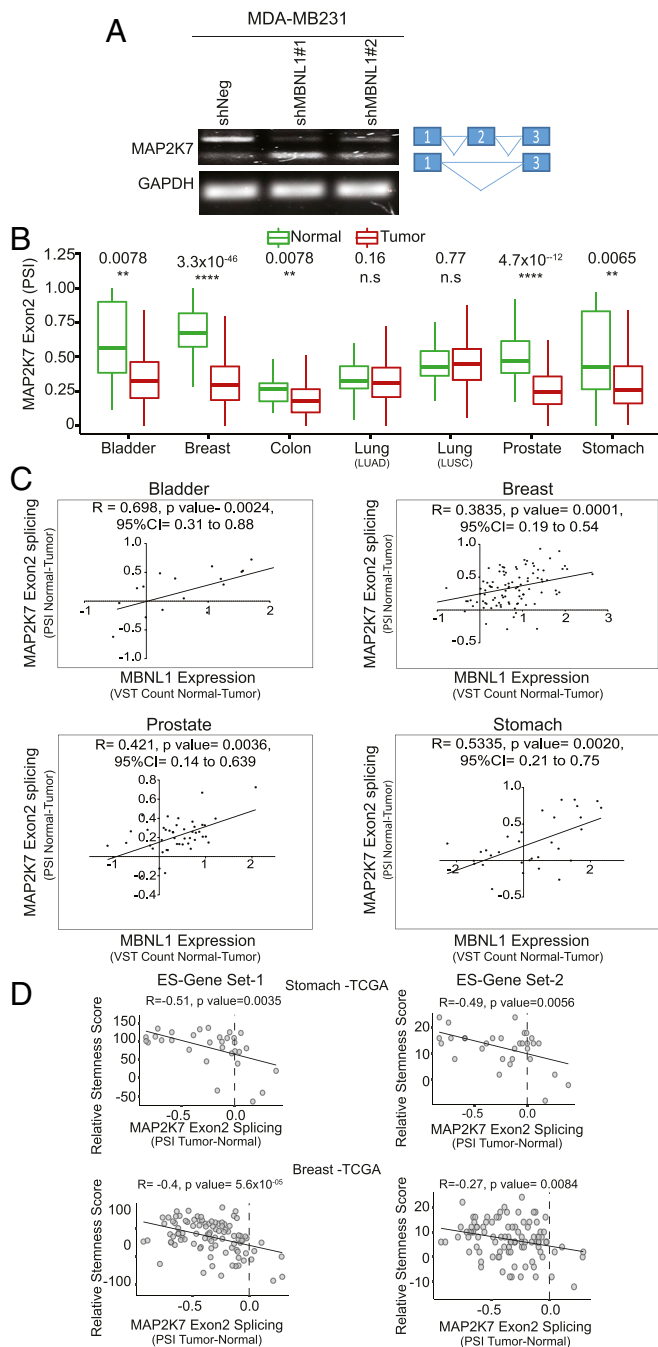 A
MDA-MB231
shNeg
shMBNL1#1
shMBNL1#2
MAP2K7
GAPDH
1 2 3
1 3
B
Normal Tumor
MAP2K7 Exon2 (PSI)
1.25
1.00
0.75
0.50
0.25
0
0.0078 3.3x10-46 0.0078 0.16 0.77 4.7x10--12 0.0065
** **** ** n.s n.s **** **
Bladder Breast Colon Lung Lung Prostate Stomach
(LUAD) (LUSC)
C
Bladder
R = 0.698, p value- 0.0024,
95%CI= 0.31 to 0.88
MAP2K7 Exon2 splicing
(PSI Normal-Tumor)
1.0
0.5
0.0
-1 1 2
-1.0
MBNL1 Expression
(VST Count Normal-Tumor)
Breast
R= 0.3835, p value= 0.0001,
95%CI= 0.19 to 0.54
MAP2K7 Exon2 splicing
(PSI Normal-Tumor)
1.0
0.5
-1 0.0 1 2 3
-0.5
MBNL1 Expression
(VST Count Normal-Tumor)
Prostate
R= 0.421, p value= 0.0036,
95%CI= 0.14 to 0.639
MAP2K7 Exon2 splicing
(PSI Normal-Tumor)
0.8
0.6
0.4
0.2
-1 0.0 1 2 3
-0.2
-0.4
MBNL1 Expression
(VST Count Normal-Tumor)
Stomach
R= 0.5335, p value= 0.0020,
95%CI= 0.21 to 0.75
MAP2K7 Exon2 splicing
(PSI Normal-Tumor)
1.0
0.5
-2 0.0 2
-0.5
MBNL1 Expression
(VST Count Normal-Tumor)
D
ES-Gene Set-1
Stomach -TCGA
ES-Gene Set-2
R=-0.51, p value=0.0035
Relative Stemness Score
150
100
50
0
-50
-0.5 0.0
MAP2K7 Exon2 Splicing
(PSI Tumor-Normal)
R=-0.49, p value=0.0056
Relative Stemness Score
20
10
0
-0.5 0.0
MAP2K7 Exon2 Splicing
(PSI Tumor-Normal)
Breast -TCGA
R= -0.4, p value= 5.6x10-05
Relative Stemness Score
100
0
-100
-0.5 0.0
MAP2K7 Exon2 Splicing
(PSI Tumor-Normal)
R=-0.27, p value= 0.0084
Relative Stemness Score
20
10
0
-10
-0.5 0.0
MAP2K7 Exon2 Splicing
(PSI Tumor-Normal)